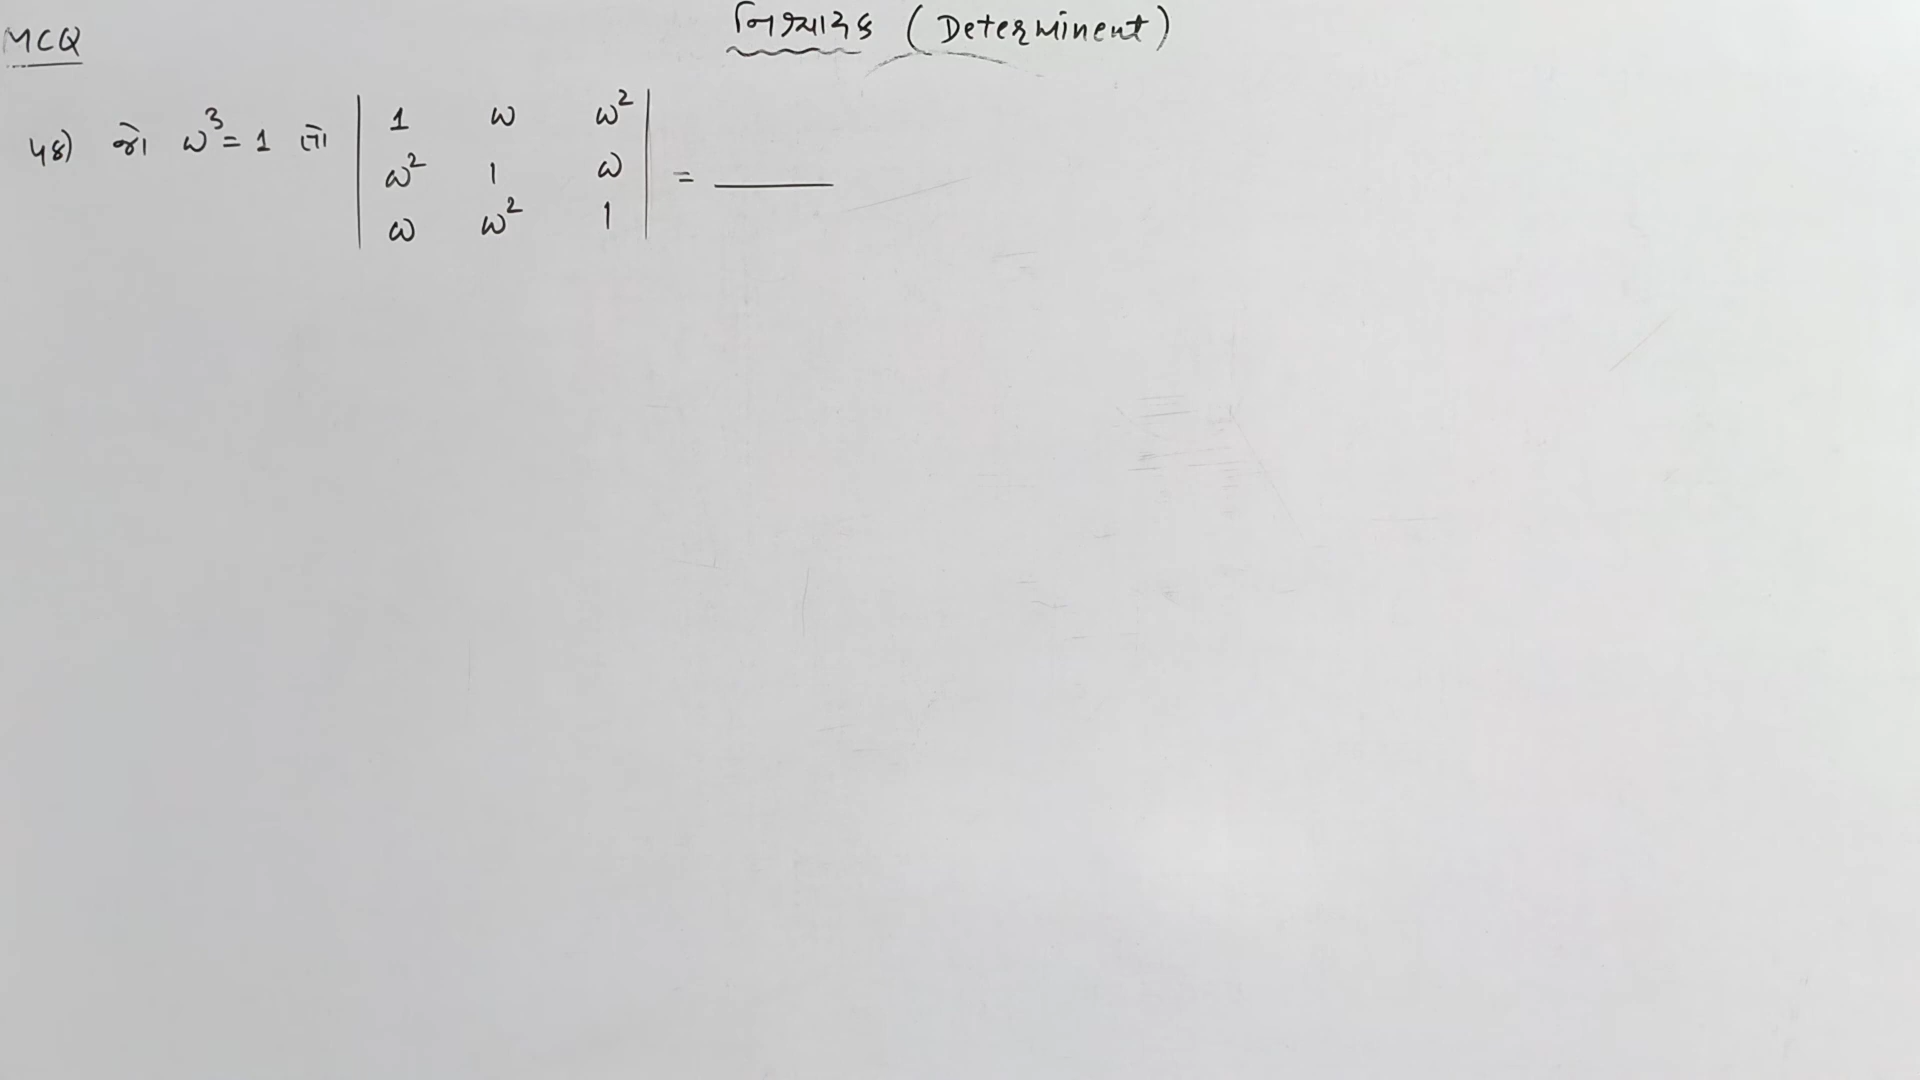 MCQ
નિશ્ચાયક (Determinent)
48) જો ω³ = 1 તો | 1 ω ω² |
| ω² 1 ω | = ______
| ω ω² 1 |